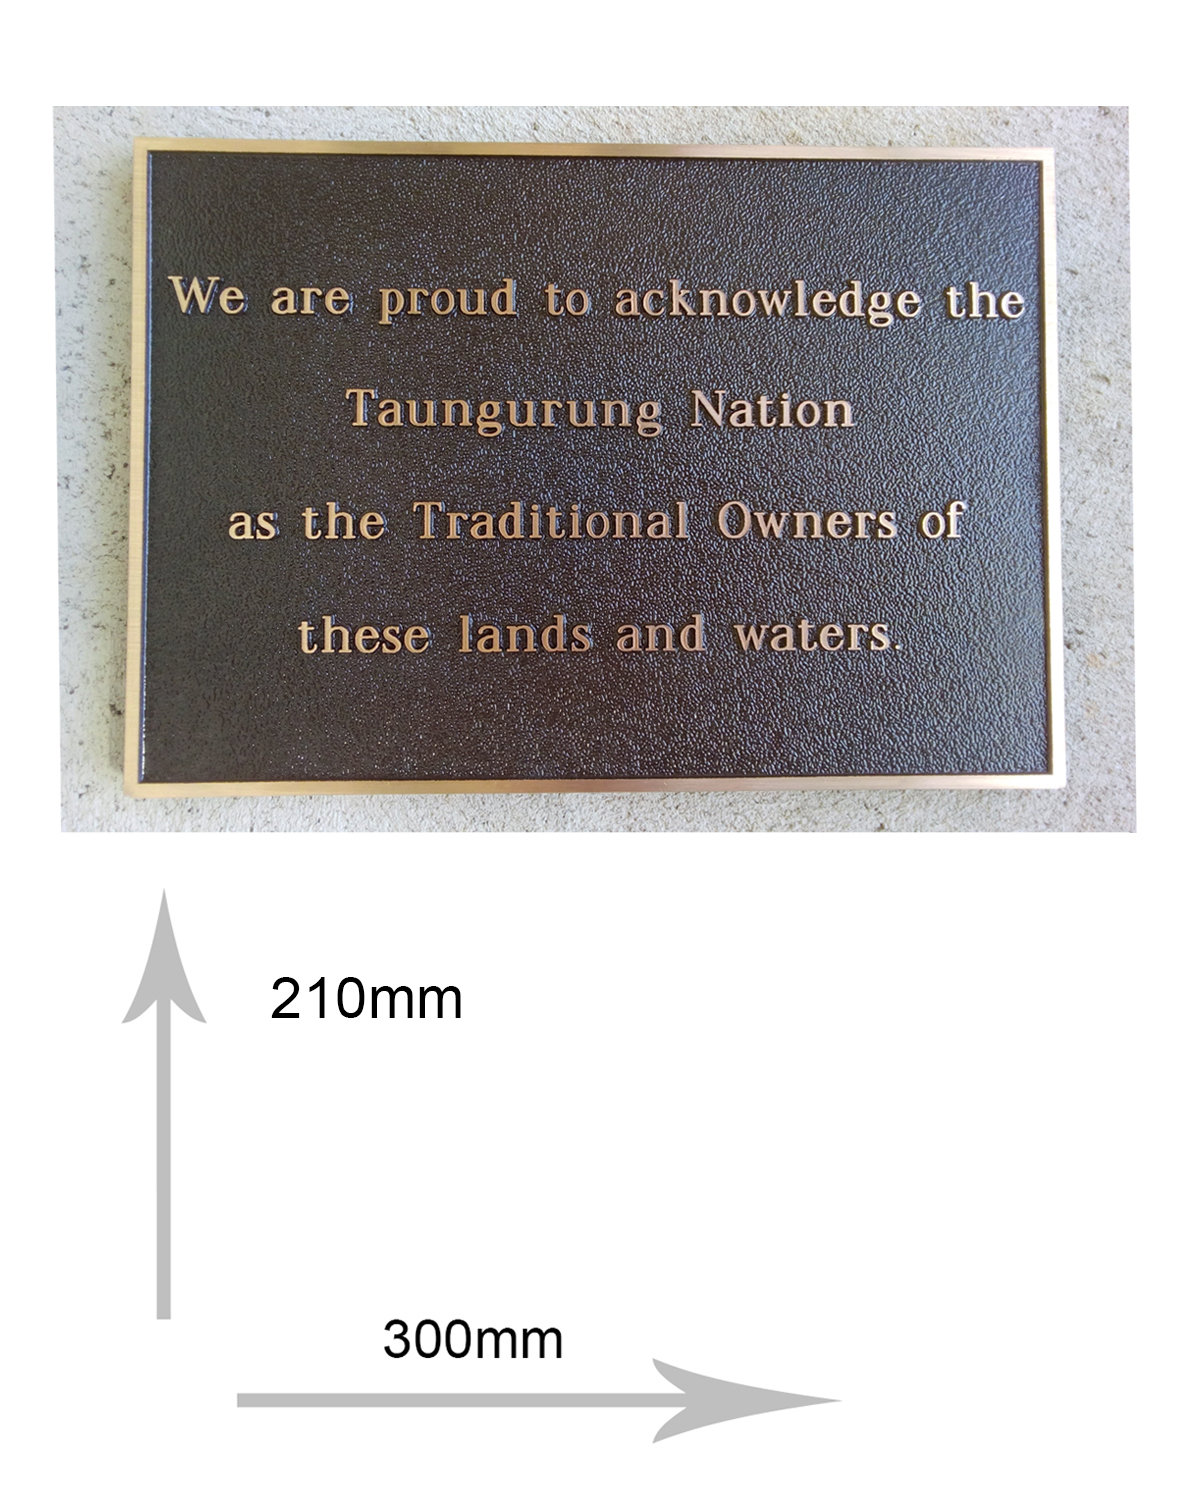 We are proud to acknowledge the
Taungurung Nation
as the Traditional Owners of
these lands and waters.
210mm
300mm